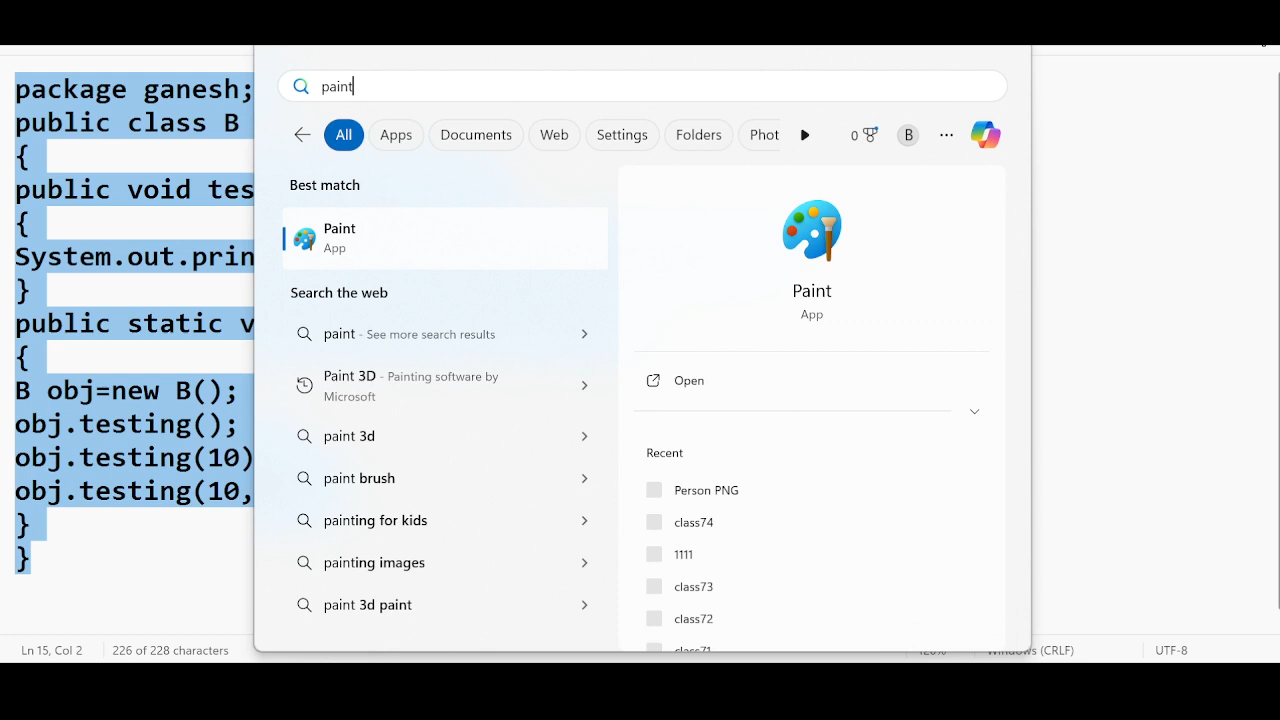 paint
All Apps Documents Web Settings Folders Phot 0 B ...
package ganesh;
public class B
{
public void tes
{
System.out.prin
}
public static v
{
B obj=new B();
obj.testing();
obj.testing(10)
obj.testing(10,
}
}
Best match
Paint
App
Search the web
paint - See more search results
Paint 3D - Painting software by
Microsoft
paint 3d
paint brush
painting for kids
painting images
paint 3d paint
Paint
App
Open
Recent
Person PNG
class74
1111
class73
class72
class71
Ln 15, Col 2 226 of 228 characters 120% Windows (CRLF) UTF-8